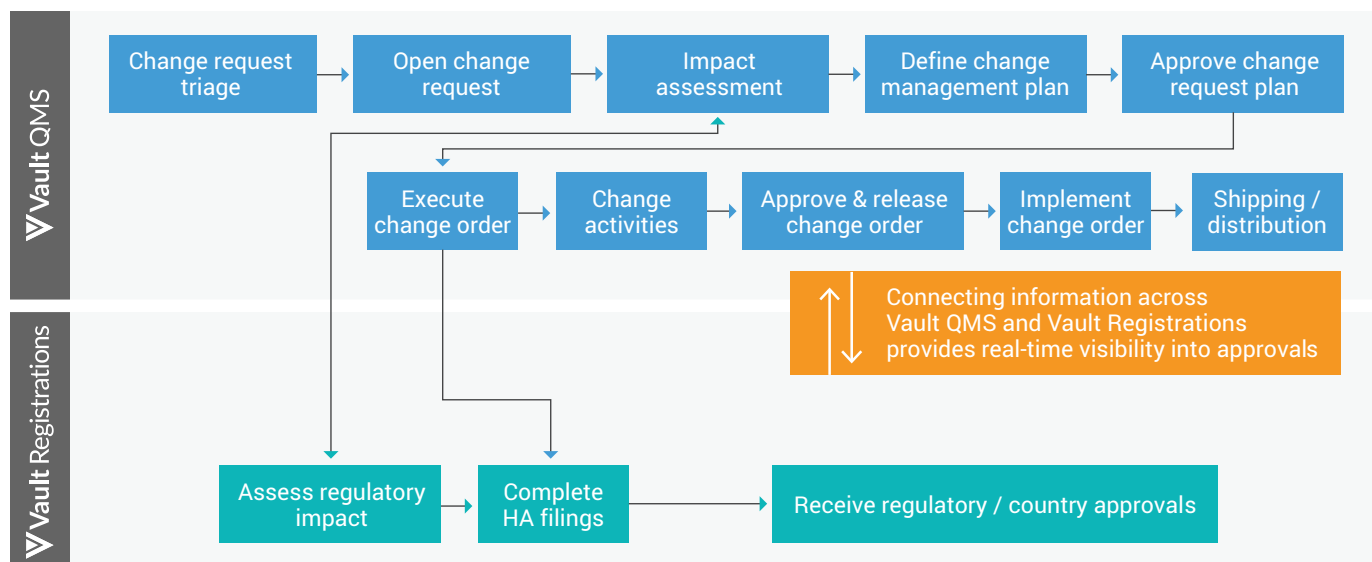 Vault QMS
Change request
triage
Open change
request
Impact
assessment
Define change
management plan
Approve change
request plan
Execute
change order
Change
activities
Approve & release
change order
Implement
change order
Shipping /
distribution
Connecting information across
Vault QMS and Vault Registrations
provides real-time visibility into approvals
Vault Registrations
Assess regulatory
impact
Complete
HA filings
Receive regulatory / country approvals